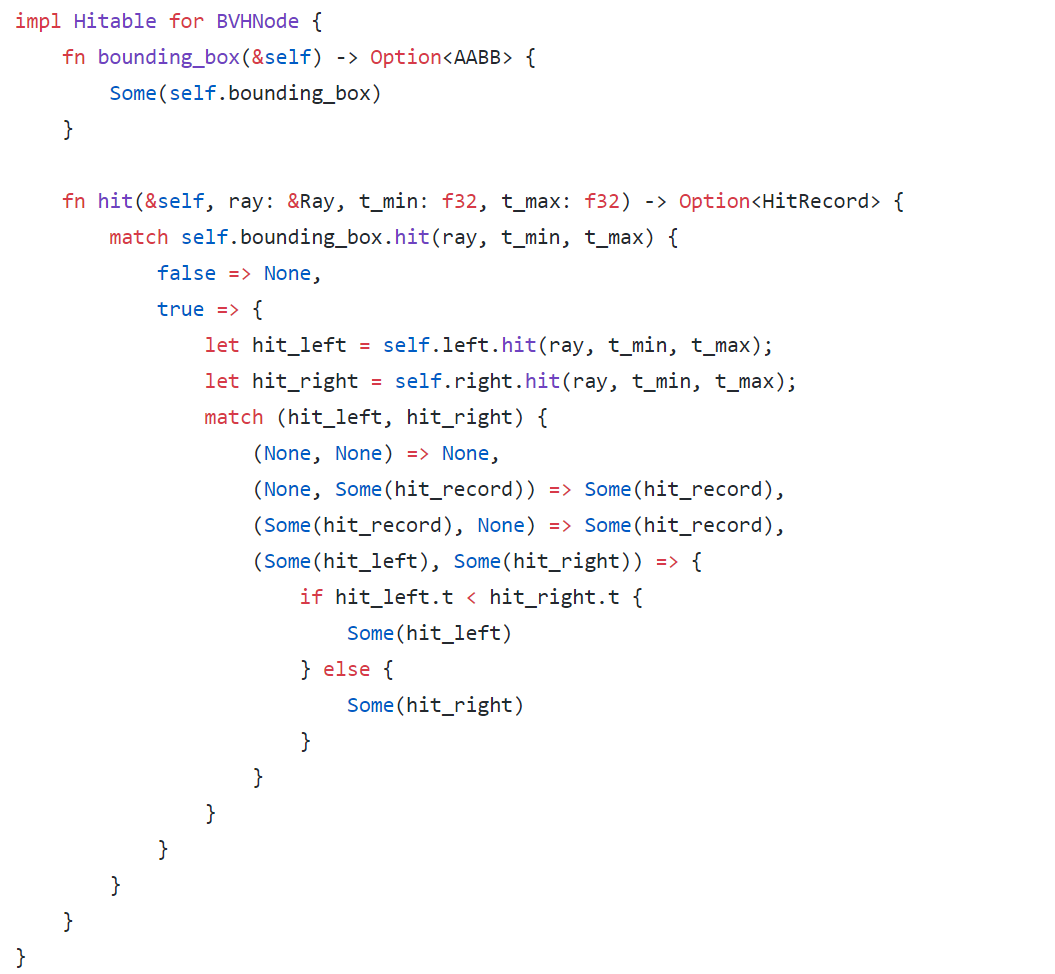 impl Hitable for BVHNode {
    fn bounding_box(&self) -> Option<AABB> {
        Some(self.bounding_box)
    }

    fn hit(&self, ray: &Ray, t_min: f32, t_max: f32) -> Option<HitRecord> {
        match self.bounding_box.hit(ray, t_min, t_max) {
            false => None,
            true => {
                let hit_left = self.left.hit(ray, t_min, t_max);
                let hit_right = self.right.hit(ray, t_min, t_max);
                match (hit_left, hit_right) {
                    (None, None) => None,
                    (None, Some(hit_record)) => Some(hit_record),
                    (Some(hit_record), None) => Some(hit_record),
                    (Some(hit_left), Some(hit_right)) => {
                        if hit_left.t < hit_right.t {
                            Some(hit_left)
                        } else {
                            Some(hit_right)
                        }
                    }
                }
            }
        }
    }
}